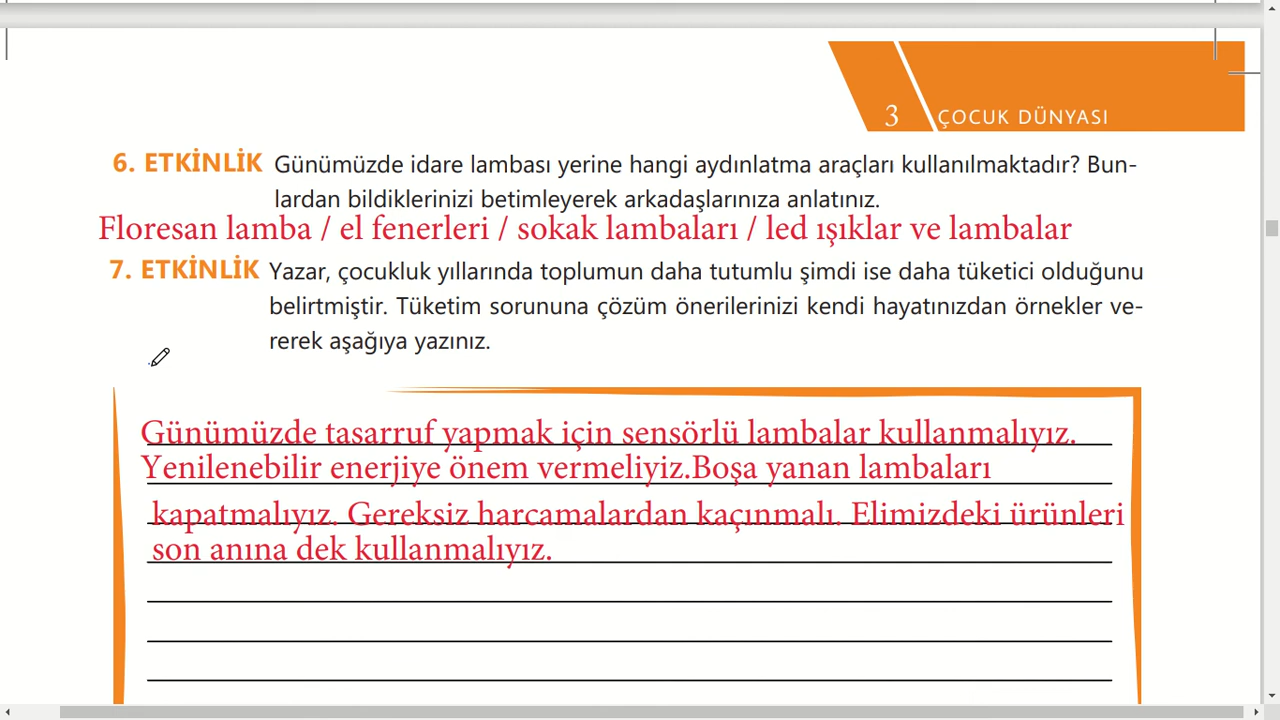 3 ÇOCUK DÜNYASI
6. ETKİNLİK Günümüzde idare lambası yerine hangi aydınlatma araçları kullanılmaktadır? Bun-
lardan bildiklerinizi betimleyerek arkadaşlarınıza anlatınız.
Floresan lamba / el fenerleri / sokak lambaları / led ışıklar ve lambalar
7. ETKİNLİK Yazar, çocukluk yıllarında toplumun daha tutumlu şimdi ise daha tüketici olduğunu
belirtmiştir. Tüketim sorununa çözüm önerilerinizi kendi hayatınızdan örnekler ve-
rerek aşağıya yazınız.
Günümüzde tasarruf yapmak için sensörlü lambalar kullanmalıyız.
Yenilenebilir enerjiye önem vermeliyiz.Boşa yanan lambaları
kapatmalıyız. Gereksiz harcamalardan kaçınmalı. Elimizdeki ürünleri
son anına dek kullanmalıyız.